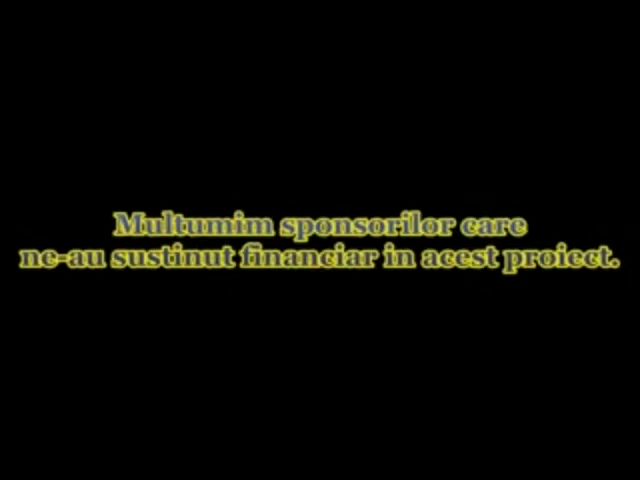 Multumim sponsorilor care
ne-au sustinut financiar in acest proiect.